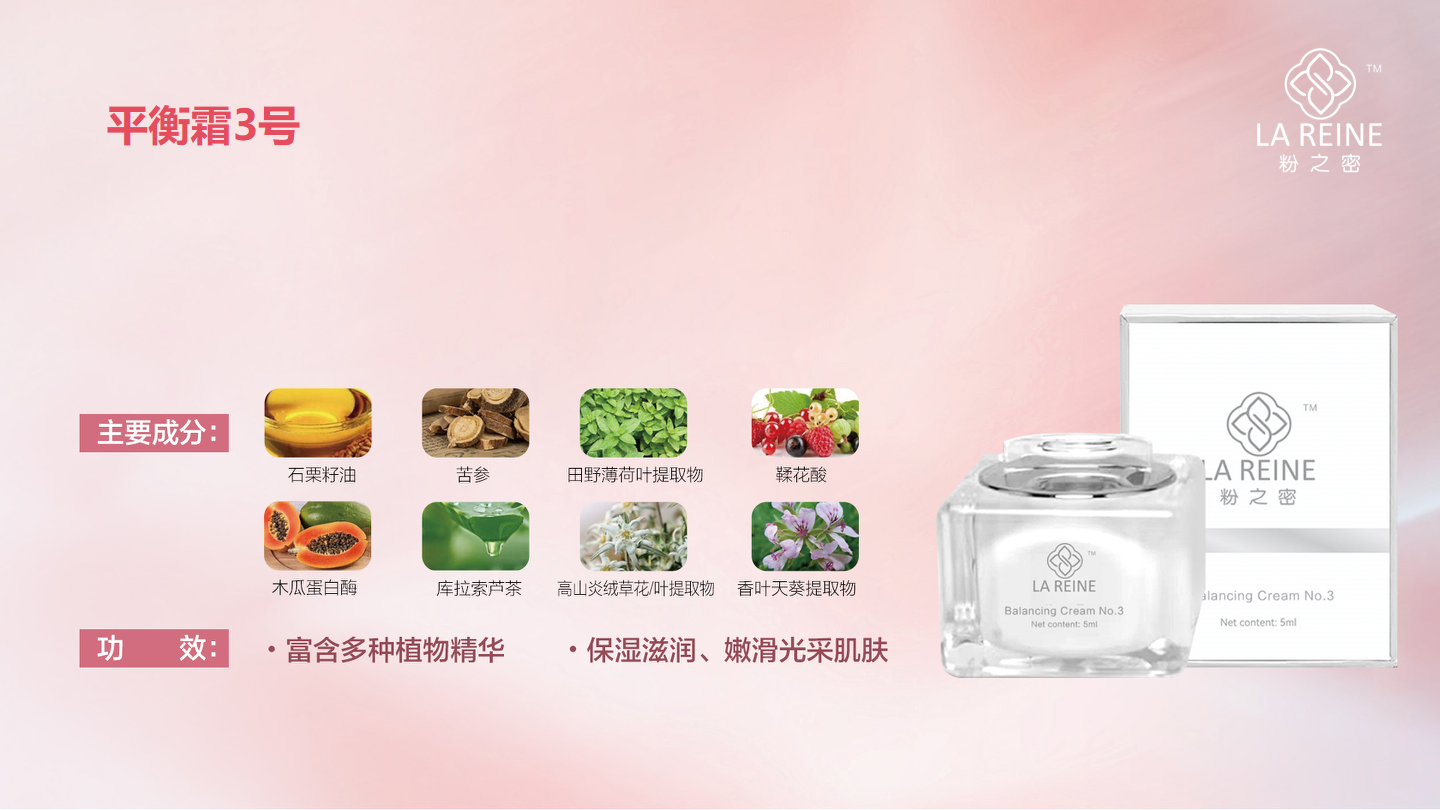 平衡霜3号
TM
LA REINE
粉之密
主要成分：
石栗籽油
苦参
田野薄荷叶提取物
鞣花酸
木瓜蛋白酶
库拉索芦荟
高山炎绒草花/叶提取物
香叶天葵提取物
功 效：
·富含多种植物精华
·保湿滋润、嫩滑光采肌肤
TM
LA REINE
粉之密
alancing Cream No.3
Net content: 5ml
TM
LA REINE
Balancing Cream No.3
Net content: 5ml